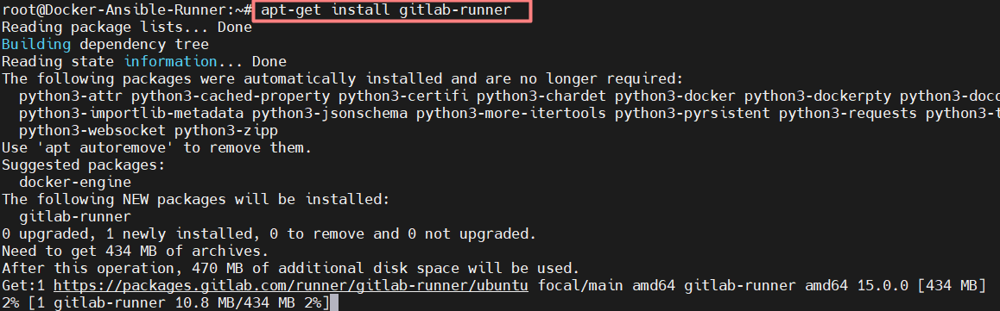 root@Docker-Ansible-Runner:~# apt-get install gitlab-runner
Reading package lists... Done
Building dependency tree
Reading state information... Done
The following packages were automatically installed and are no longer required:
python3-attr python3-cached-property python3-certifi python3-chardet python3-docker python3-dockerpty python3-doc
python3-importlib-metadata python3-jsonschema python3-more-itertools python3-pyrsistent python3-requests python3-t
python3-websocket python3-zipp
Use 'apt autoremove' to remove them.
Suggested packages:
docker-engine
The following NEW packages will be installed:
gitlab-runner
0 upgraded, 1 newly installed, 0 to remove and 0 not upgraded.
Need to get 434 MB of archives.
After this operation, 470 MB of additional disk space will be used.
Get:1 https://packages.gitlab.com/runner/gitlab-runner/ubuntu focal/main amd64 gitlab-runner amd64 15.0.0 [434 MB]
2% [1 gitlab-runner 10.8 MB/434 MB 2%]